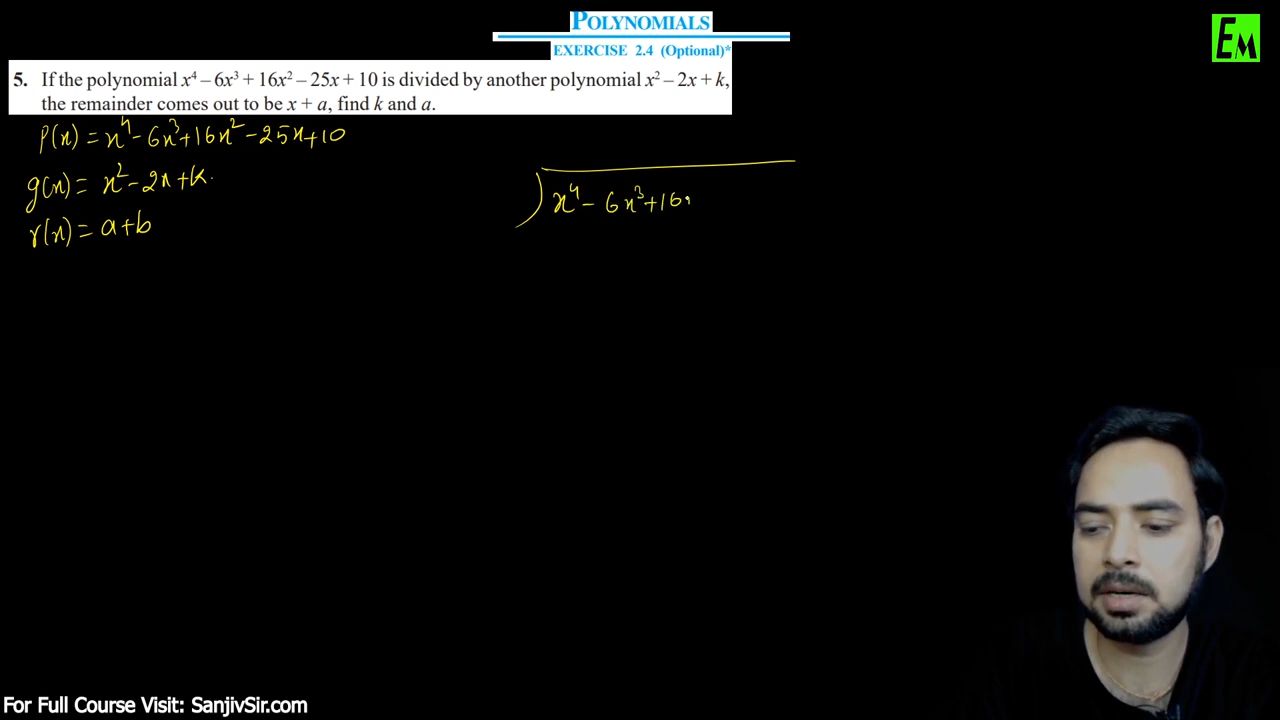 POLYNOMIALS
EXERCISE 2.4 (Optional)*
EM
5. If the polynomial x⁴ – 6x³ + 16x² – 25x + 10 is divided by another polynomial x² – 2x + k,
the remainder comes out to be x + a, find k and a.
p(x) = x⁴ - 6x³ + 16x² - 25x + 10
g(x) = x² - 2x + k.
r(x) = a + b
x⁴ - 6x³ + 16
For Full Course Visit: SanjivSir.com